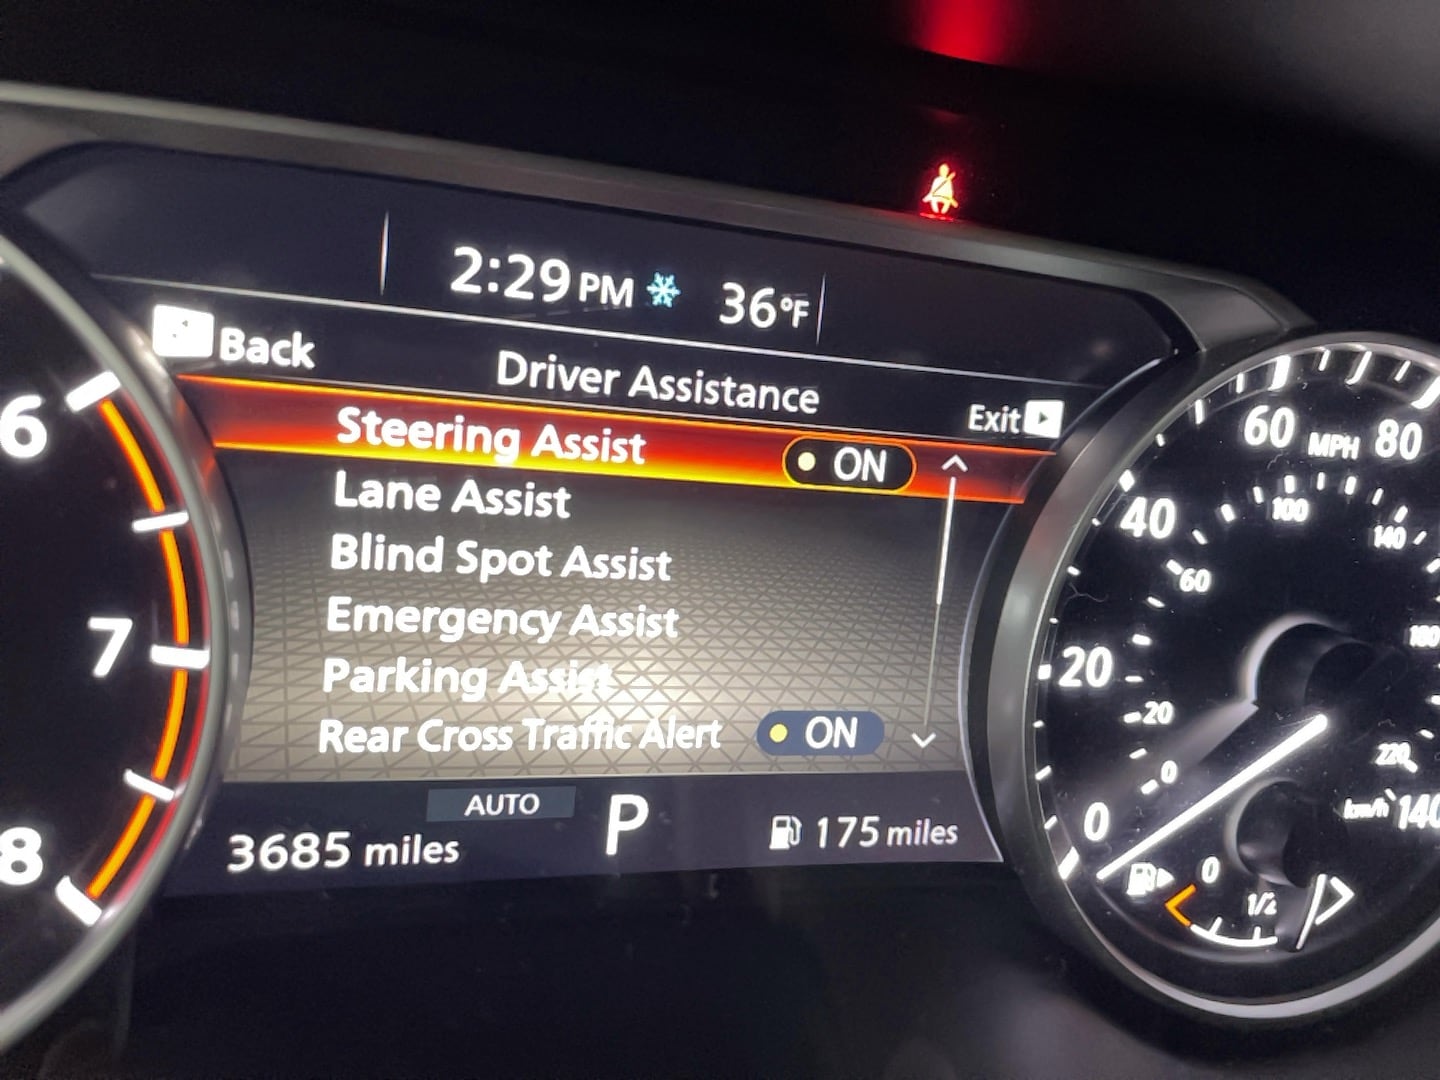 2:29 PM 36°F
Back
Driver Assistance
Exit
Steering Assist ON
Lane Assist
Blind Spot Assist
Emergency Assist
Parking Assist
Rear Cross Traffic Alert ON
AUTO
3685 miles
P
175 miles
6
7
8
0
20
40
60
MPH
80
140
0
20
60
100
140
180
220
km/h
0
1/2